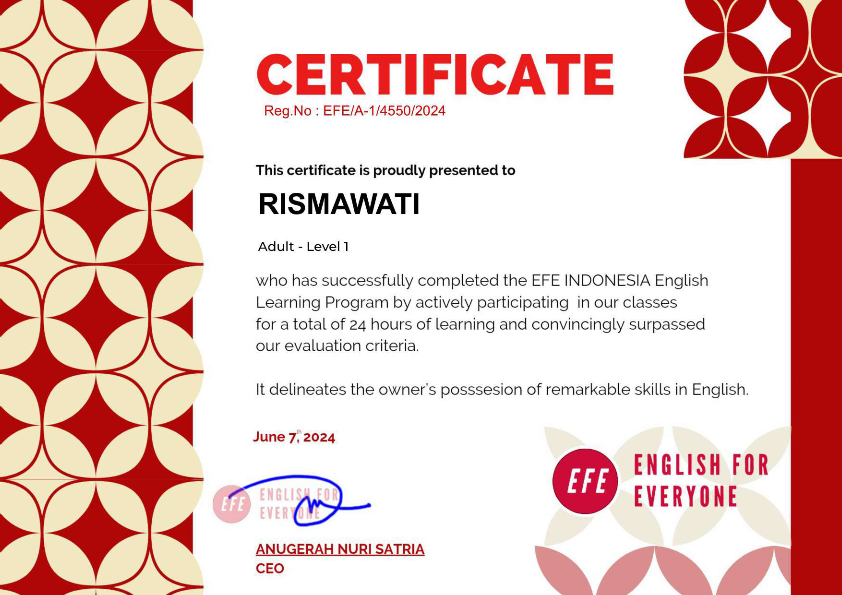 CERTIFICATE
Reg.No : EFE/A-1/4550/2024
This certificate is proudly presented to
RISMAWATI
Adult - Level 1
who has successfully completed the EFE INDONESIA English
Learning Program by actively participating in our classes
for a total of 24 hours of learning and convincingly surpassed
our evaluation criteria.
It delineates the owner's posssesion of remarkable skills in English.
June 7, 2024
EFE ENGLISH FOR
EVERYONE
ANUGERAH NURI SATRIA
CEO
EFE ENGLISH FOR
EVERYONE